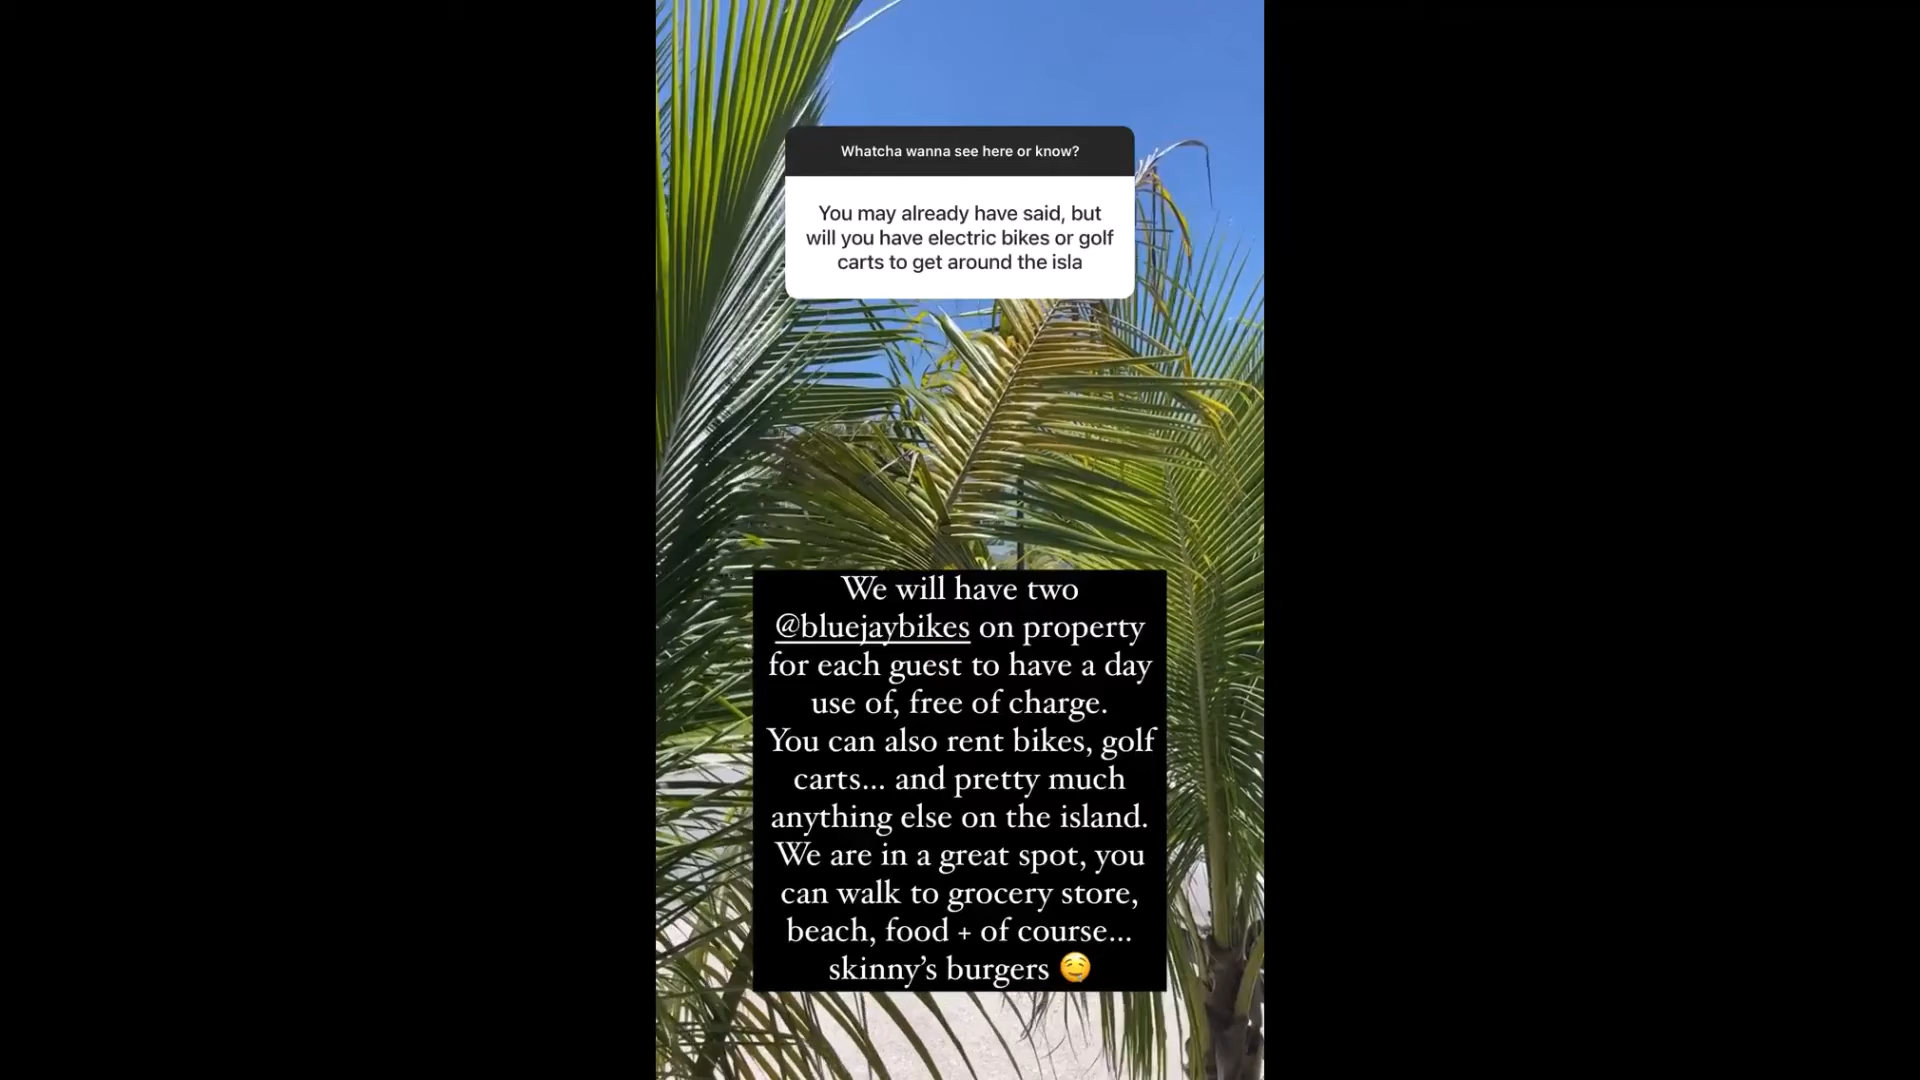 Whatcha wanna see here or know?
You may already have said, but
will you have electric bikes or golf
carts to get around the isla
We will have two
@bluejaybikes on property
for each guest to have a day
use of, free of charge.
You can also rent bikes, golf
carts... and pretty much
anything else on the island.
We are in a great spot, you
can walk to grocery store,
beach, food + of course...
skinny’s burgers 🤤